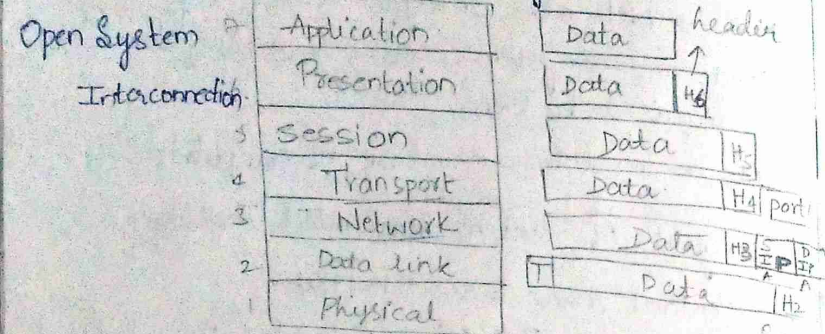 Open System
Interconnection
7 Application
Presentation
5 Session
4 Transport
3 Network
2 Data link
1 Physical
header
Data
Data H6
Data H5
Data H4 port
Data H3 S I P A D IP A
T Data H2